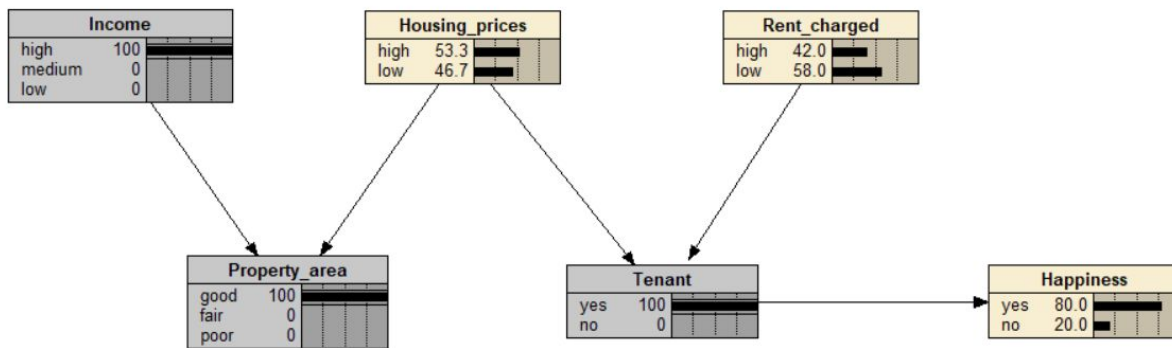 Income
high 100
medium 0
low 0
Housing_prices
high 53.3
low 46.7
Rent_charged
high 42.0
low 58.0
Property_area
good 100
fair 0
poor 0
Tenant
yes 100
no 0
Happiness
yes 80.0
no 20.0